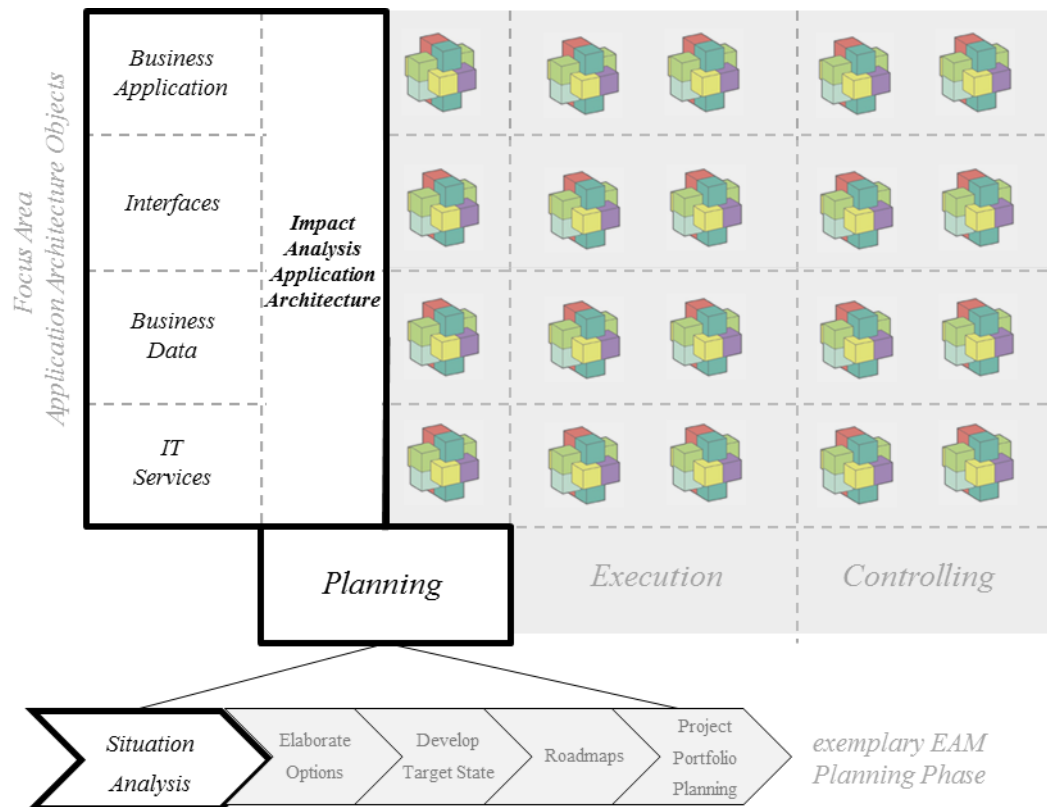 Focus Area
Application Architecture Objects
Business
Application
Interfaces
Business
Data
IT
Services
Impact
Analysis
Application
Architecture
Planning
Execution
Controlling
Situation
Analysis
Elaborate
Options
Develop
Target State
Roadmaps
Project
Portfolio
Planning
exemplary EAM
Planning Phase